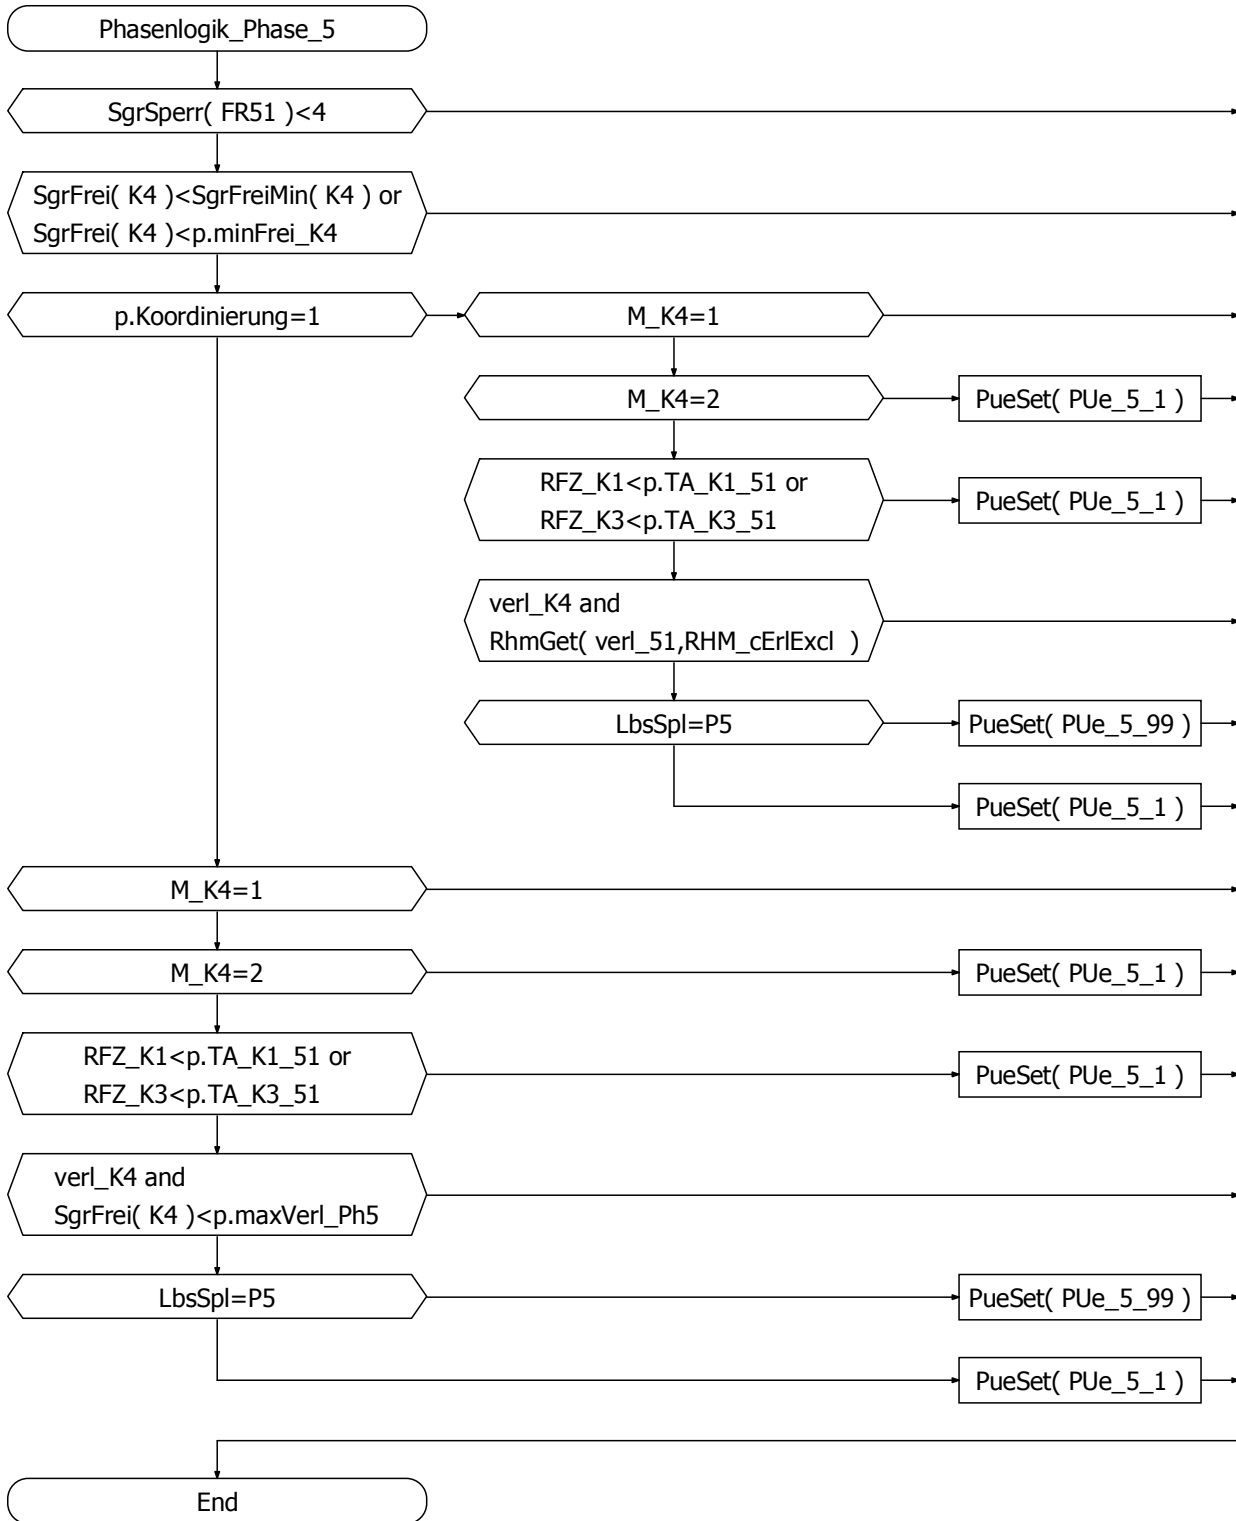 Phasenlogik_Phase_5
SgrSperr( FR51 )<4
SgrFrei( K4 )<SgrFreiMin( K4 ) or
SgrFrei( K4 )<p.minFrei_K4
p.Koordinierung=1
M_K4=1
M_K4=2
PueSet( PUe_5_1 )
RFZ_K1<p.TA_K1_51 or
RFZ_K3<p.TA_K3_51
PueSet( PUe_5_1 )
verl_K4 and
RhmGet( verl_51,RHM_cErlExcl  )
LbsSpl=P5
PueSet( PUe_5_99 )
PueSet( PUe_5_1 )
M_K4=1
M_K4=2
PueSet( PUe_5_1 )
RFZ_K1<p.TA_K1_51 or
RFZ_K3<p.TA_K3_51
PueSet( PUe_5_1 )
verl_K4 and
SgrFrei( K4 )<p.maxVerl_Ph5
LbsSpl=P5
PueSet( PUe_5_99 )
PueSet( PUe_5_1 )
End